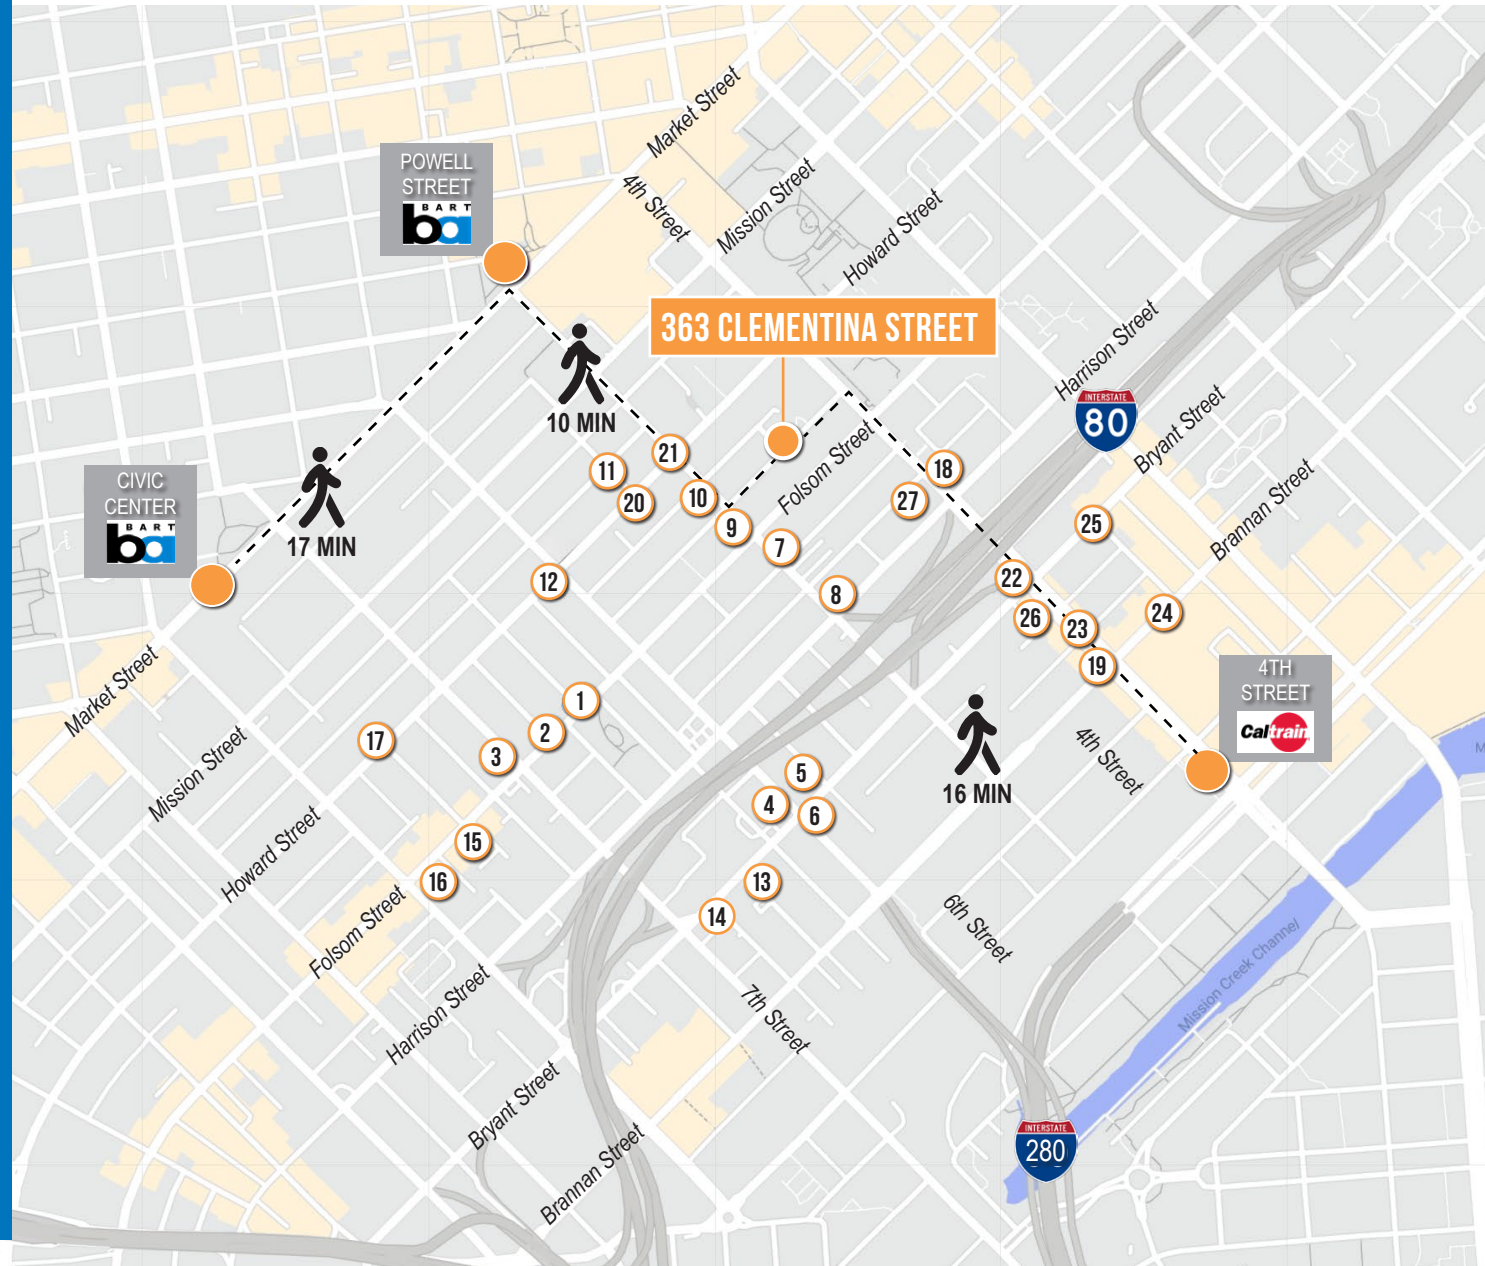 Market Street
POWELL
STREET
BART
ba
4th Street
Mission Street
Howard Street
363 CLEMENTINA STREET
Harrison Street
INTERSTATE
80
Bryant Street
10 MIN
CIVIC
CENTER
BART
ba
17 MIN
21
11
20
10
9
7
Folsom Street
18
27
25
Brannan Street
12
8
22
26
23
24
19
4TH
STREET
Caltrain
M
Market Street
1
2
3
17
Mission Street
5
4
6
16 MIN
4th Street
Howard Street
15
16
13
14
Folsom Street
6th Street
Mission Creek Channel
Harrison Street
7th Street
Bryant Street
INTERSTATE
280
Brannan Street